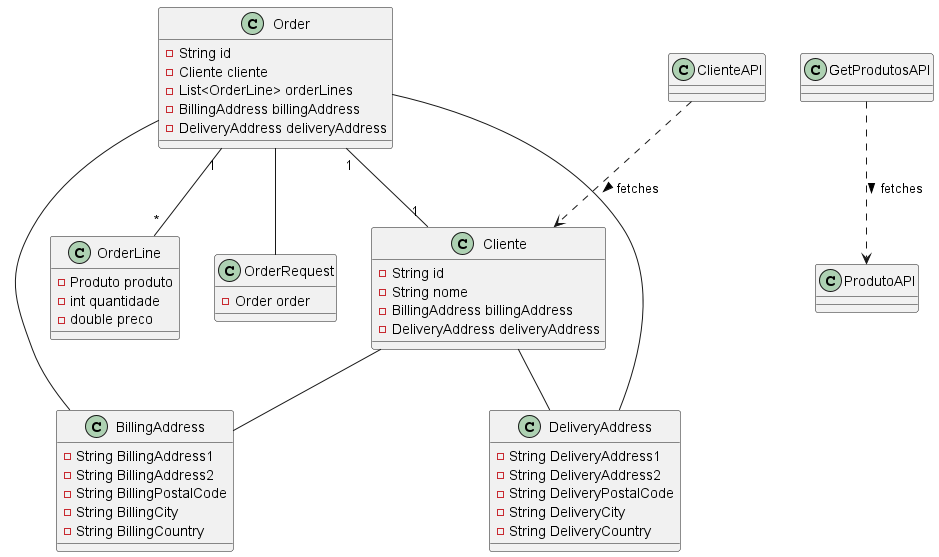 C Order
String id
Cliente cliente
List<OrderLine> orderLines
BillingAddress billingAddress
DeliveryAddress deliveryAddress
C ClienteAPI
C GetProdutosAPI
1
1
fetches
fetches
*
1
C OrderLine
Produto produto
int quantidade
double preco
C OrderRequest
Order order
C Cliente
String id
String nome
BillingAddress billingAddress
DeliveryAddress deliveryAddress
C ProdutoAPI
C BillingAddress
String BillingAddress1
String BillingAddress2
String BillingPostalCode
String BillingCity
String BillingCountry
C DeliveryAddress
String DeliveryAddress1
String DeliveryAddress2
String DeliveryPostalCode
String DeliveryCity
String DeliveryCountry